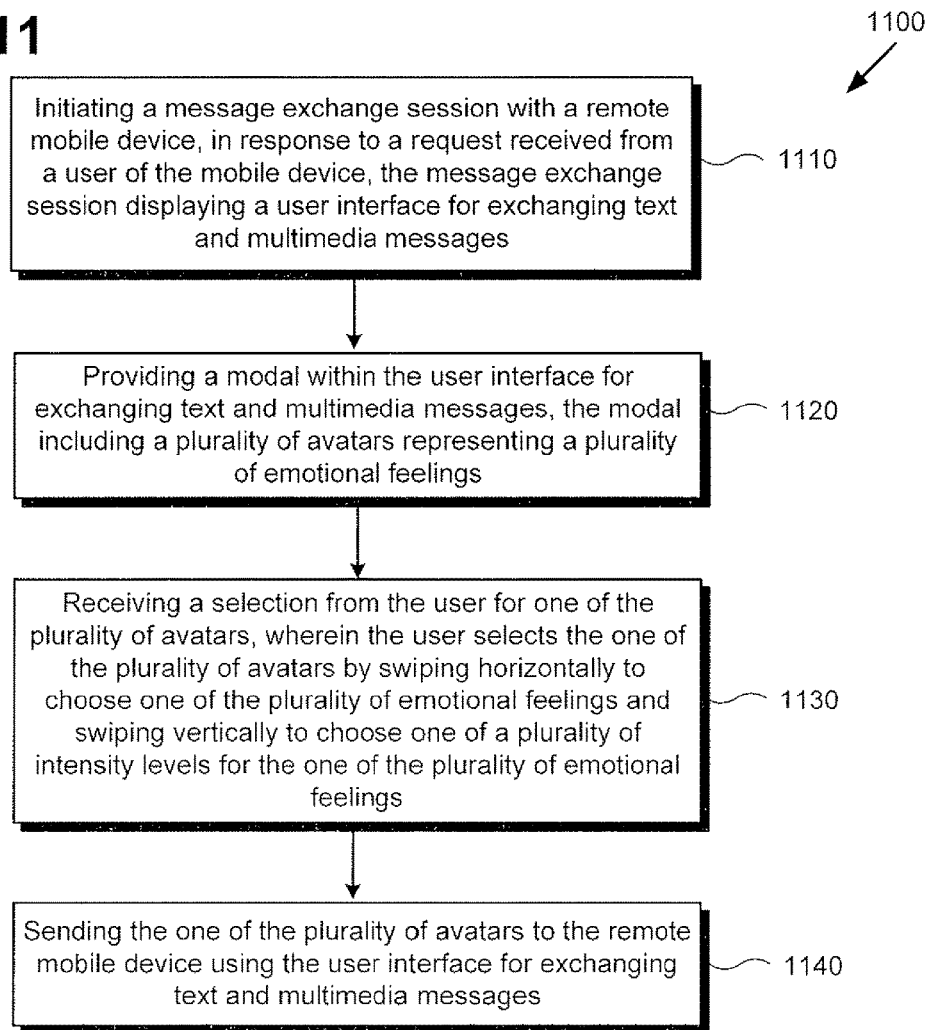 11
1100
Initiating a message exchange session with a remote
mobile device, in response to a request received from
a user of the mobile device, the message exchange
session displaying a user interface for exchanging text
and multimedia messages
1110
Providing a modal within the user interface for
exchanging text and multimedia messages, the modal
including a plurality of avatars representing a plurality
of emotional feelings
1120
Receiving a selection from the user for one of the
plurality of avatars, wherein the user selects the one of
the plurality of avatars by swiping horizontally to
choose one of the plurality of emotional feelings and
swiping vertically to choose one of a plurality of
intensity levels for the one of the plurality of emotional
feelings
1130
Sending the one of the plurality of avatars to the remote
mobile device using the user interface for exchanging
text and multimedia messages
1140